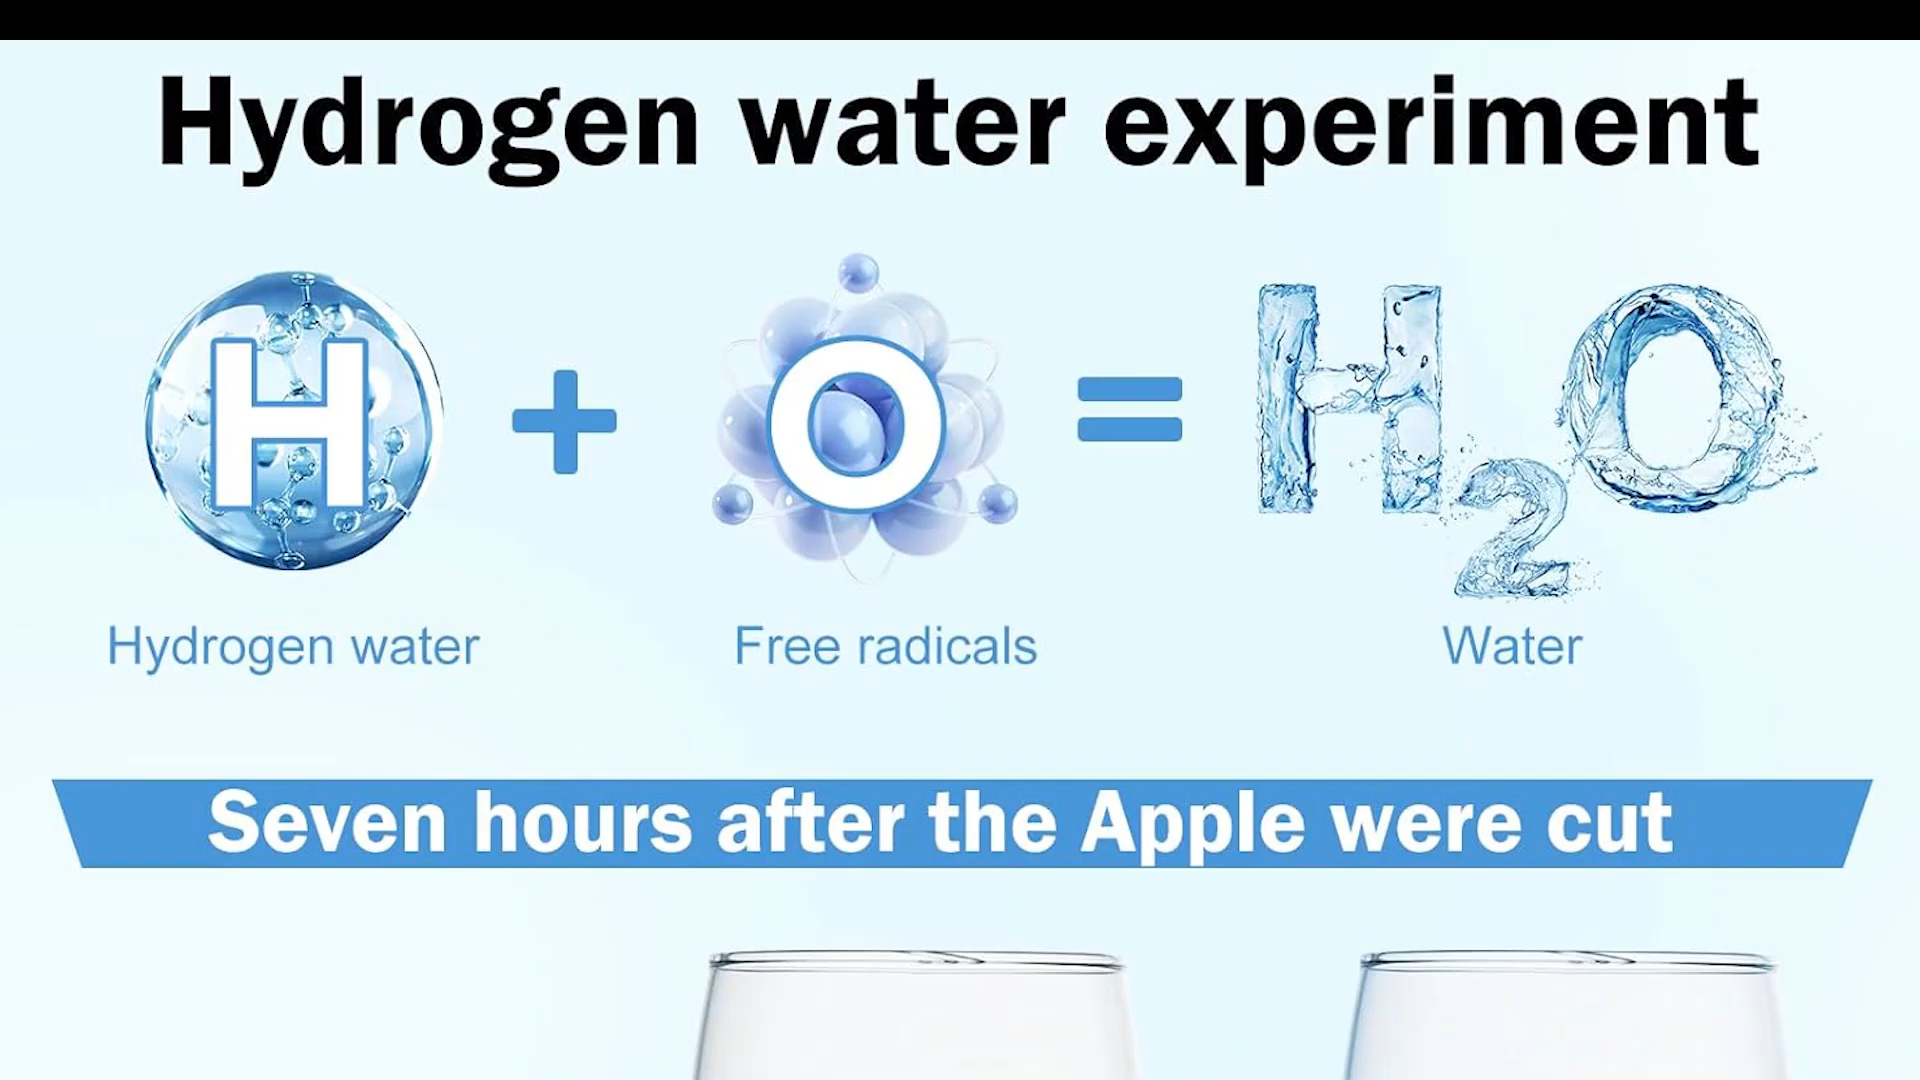 Hydrogen water experiment
H + O = H2O
Hydrogen water
Free radicals
Water
Seven hours after the Apple were cut